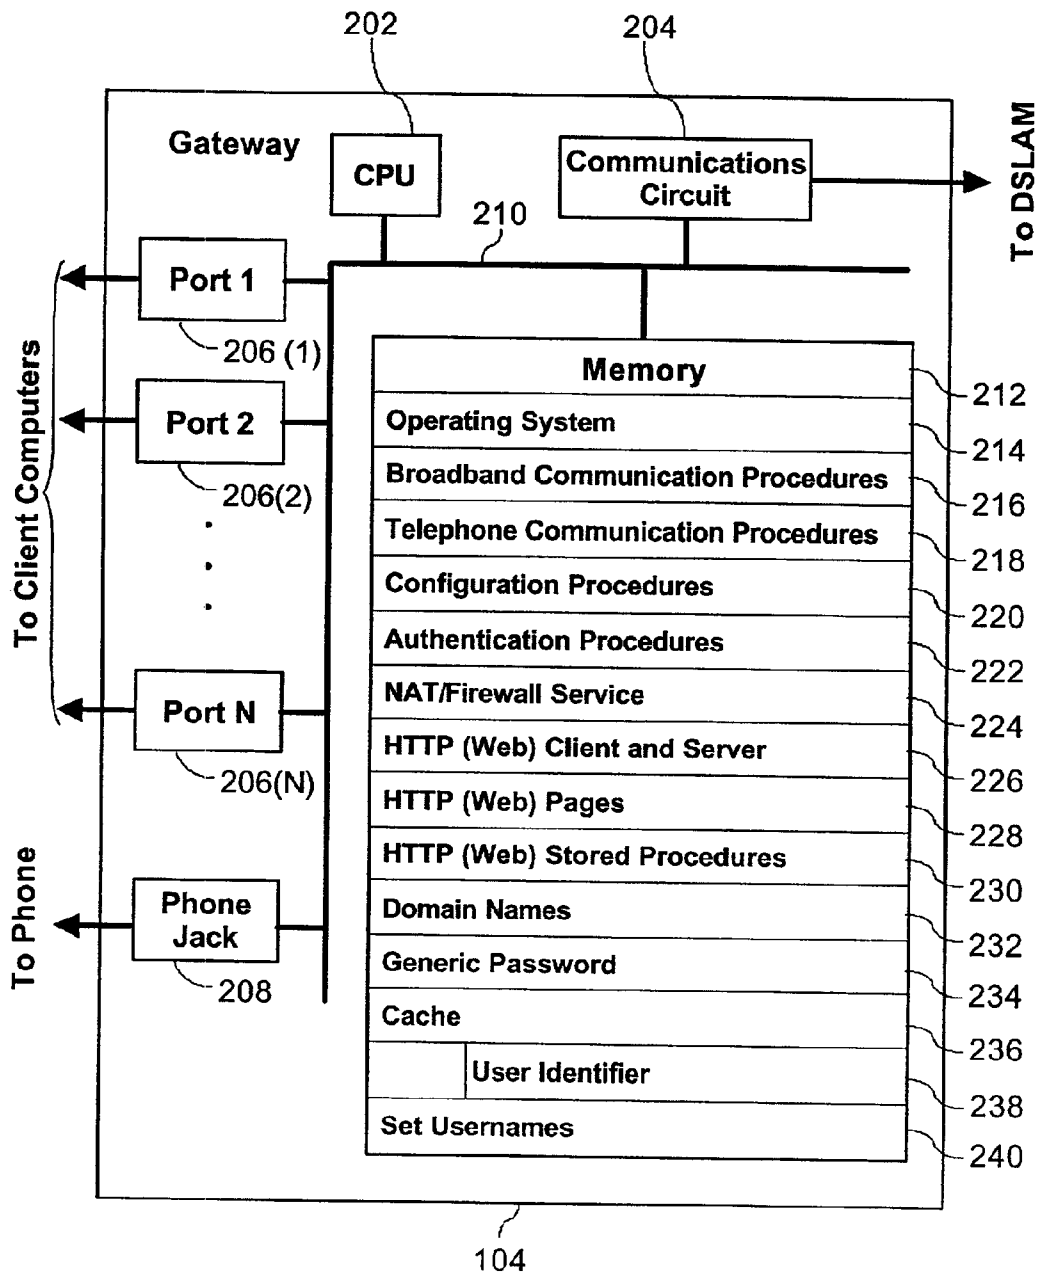 202
204
Gateway
CPU
Communications
Circuit
To DSLAM
210
Port 1
206 (1)
Port 2
206(2)
Port N
206(N)
To Client Computers
Phone
Jack
208
To Phone
Memory
212
Operating System
214
Broadband Communication Procedures
216
Telephone Communication Procedures
218
Configuration Procedures
220
Authentication Procedures
222
NAT/Firewall Service
224
HTTP (Web) Client and Server
226
HTTP (Web) Pages
228
HTTP (Web) Stored Procedures
230
Domain Names
232
Generic Password
234
Cache
236
User Identifier
238
Set Usernames
240
104